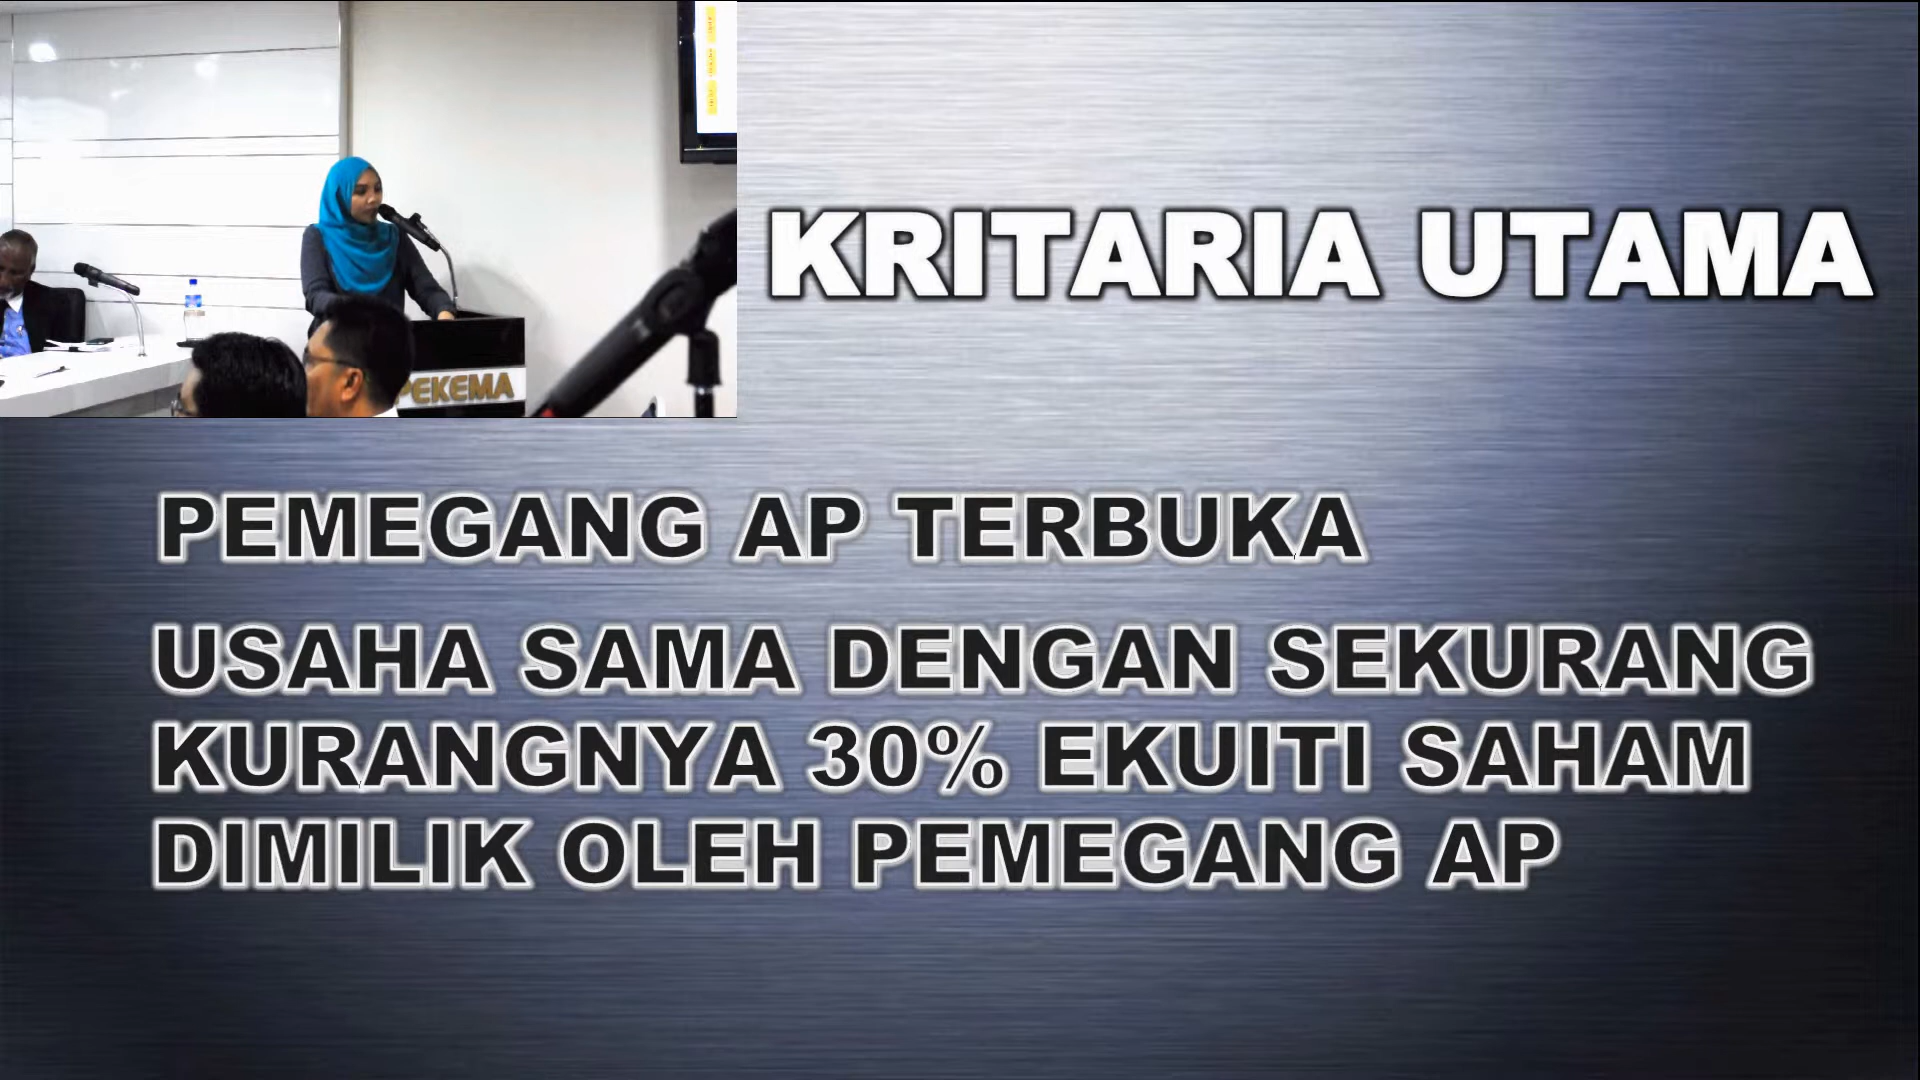 KRITARIA UTAMA
PEKEMA
PEMEGANG AP TERBUKA
USAHA SAMA DENGAN SEKURANG
KURANGNYA 30% EKUITI SAHAM
DIMILIK OLEH PEMEGANG AP